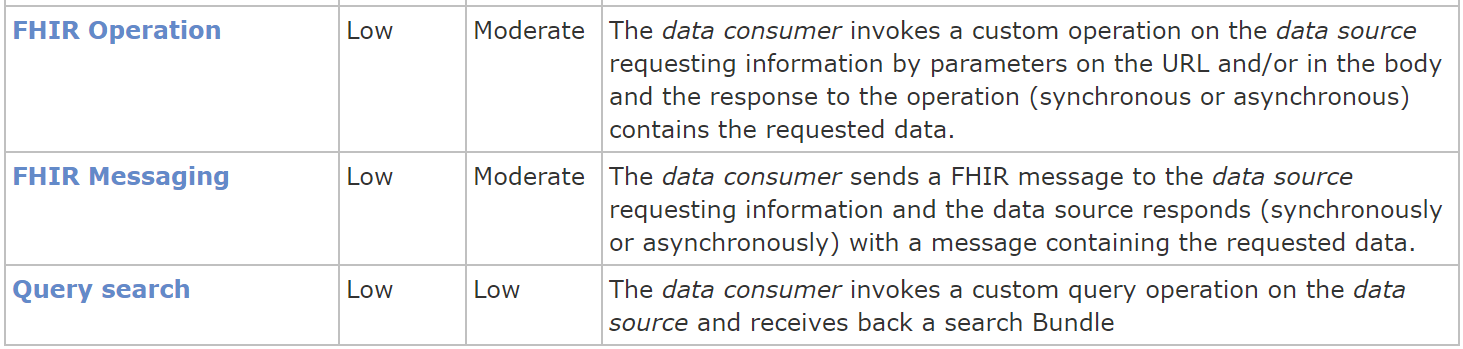 FHIR Operation Low Moderate The data consumer invokes a custom operation on the data source
requesting information by parameters on the URL and/or in the body
and the response to the operation (synchronous or asynchronous)
contains the requested data.
FHIR Messaging Low Moderate The data consumer sends a FHIR message to the data source
requesting information and the data source responds (synchronously
or asynchronously) with a message containing the requested data.
Query search Low Low The data consumer invokes a custom query operation on the data
source and receives back a search Bundle